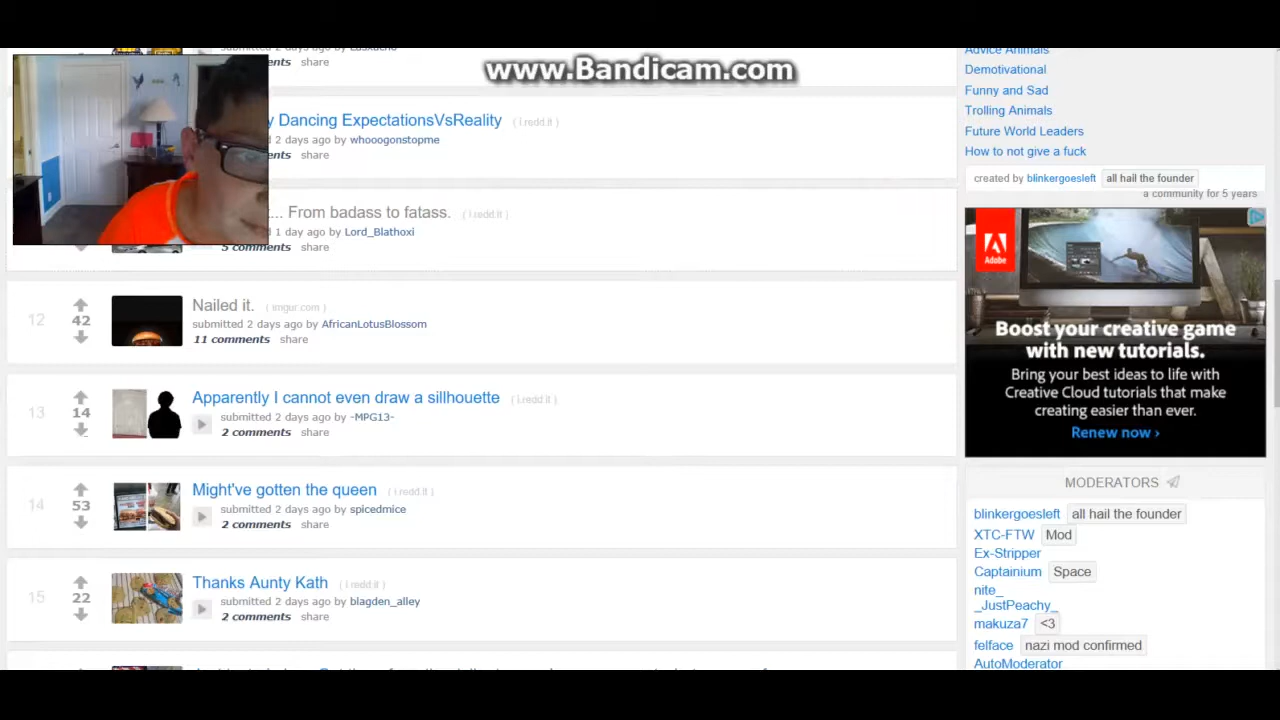 www.Bandicam.com
ments share
y Dancing ExpectationsVsReality ( i.redd.it )
2 days ago by whooogonstopme
ents share
... From badass to fatass. ( i.redd.it )
1 day ago by Lord_Blathoxi
5 comments share
12 42 Nailed it. ( imgur.com )
submitted 2 days ago by AfricanLotusBlossom
11 comments share
13 14 Apparently I cannot even draw a sillhouette ( i.redd.it )
submitted 2 days ago by -MPG13-
2 comments share
14 53 Might've gotten the queen ( i.redd.it )
submitted 2 days ago by spicedmice
2 comments share
15 22 Thanks Aunty Kath ( i.redd.it )
submitted 2 days ago by blagden_alley
2 comments share
Advice Animals
Demotivational
Funny and Sad
Trolling Animals
Future World Leaders
How to not give a fuck
created by blinkergoesleft all hail the founder
a community for 5 years
Adobe
Boost your creative game
with new tutorials.
Bring your best ideas to life with
Creative Cloud tutorials that make
creating easier than ever.
Renew now ›
MODERATORS
blinkergoesleft all hail the founder
XTC-FTW Mod
Ex-Stripper
Captainium Space
nite_
_JustPeachy_
makuza7 <3
felface nazi mod confirmed
AutoModerator